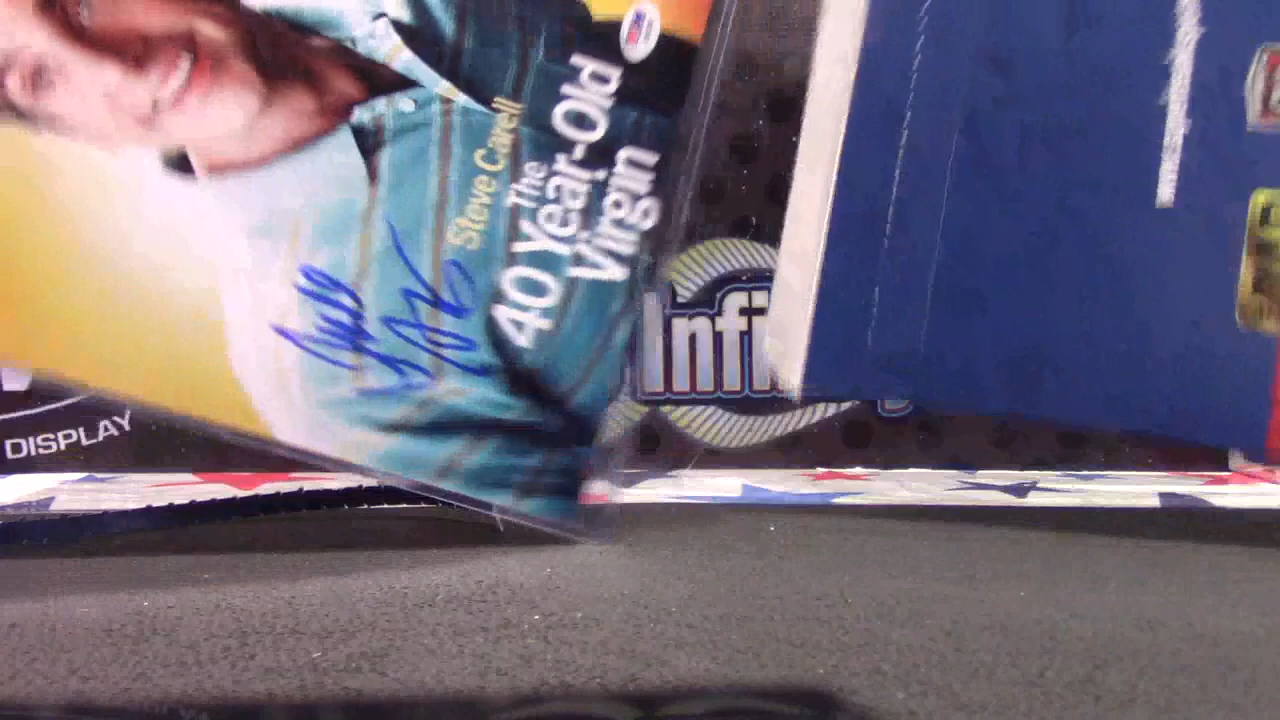 Steve Carell
The
40 Year-Old
Virgin
Infi
DISPLAY